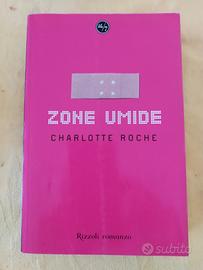 ZONE UMIDE
CHARLOTTE ROCHE
Rizzoli romanzo
subito